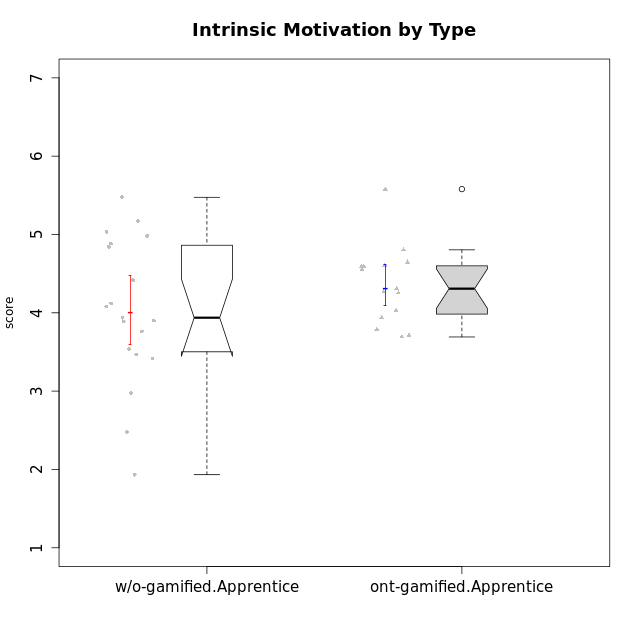 Intrinsic Motivation by Type
7
6
5
4
3
2
1
score
w/o-gamified.Apprentice
ont-gamified.Apprentice